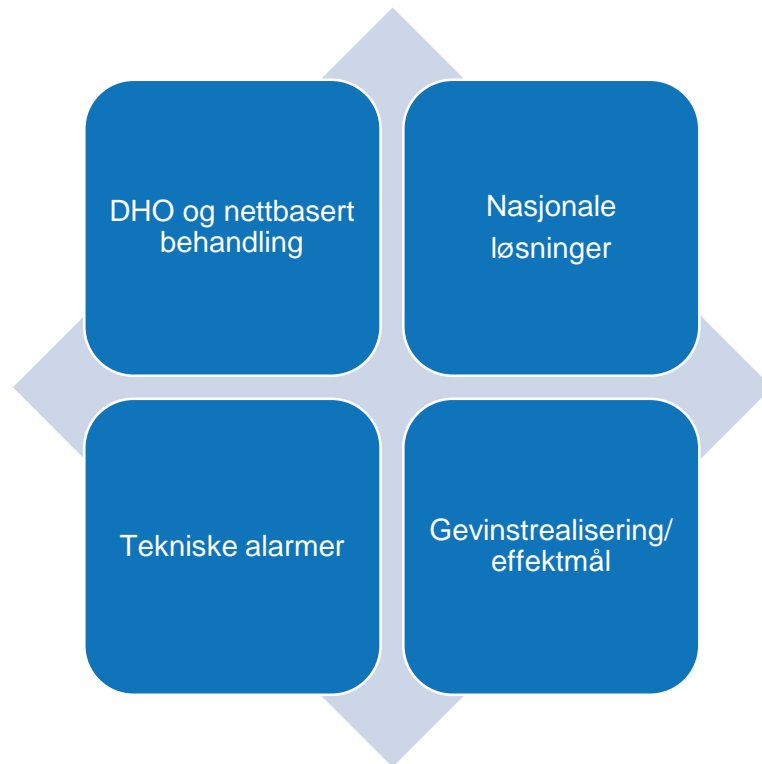 DHO og nettbasert
behandling
Nasjonale
løsninger
Tekniske alarmer
Gevinstrealisering/
effektmål